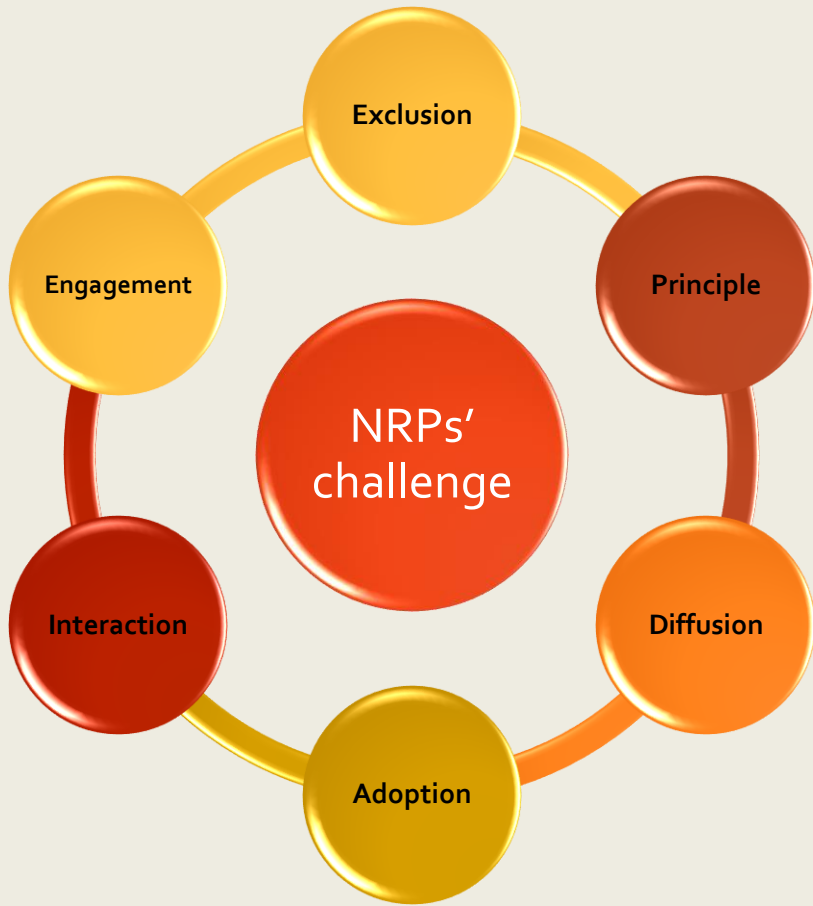 Exclusion
Principle
Diffusion
Adoption
Interaction
Engagement
NRPs’
challenge